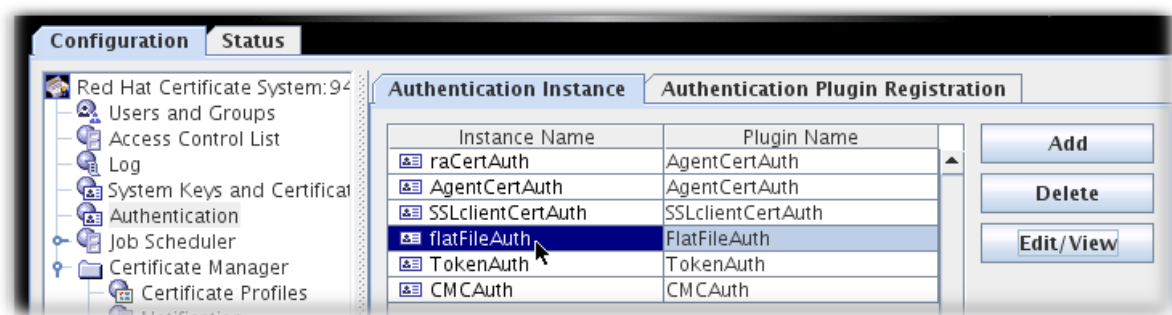 Configuration Status
Red Hat Certificate System:94
Users and Groups
Access Control List
Log
System Keys and Certificat
Authentication
Job Scheduler
Certificate Manager
Certificate Profiles
Authentication Instance Authentication Plugin Registration
Instance Name Plugin Name
raCertAuth AgentCertAuth
AgentCertAuth AgentCertAuth
SSLclientCertAuth SSLclientCertAuth
flatFileAuth FlatFileAuth
TokenAuth TokenAuth
CMCAuth CMCAuth
Add
Delete
Edit/View